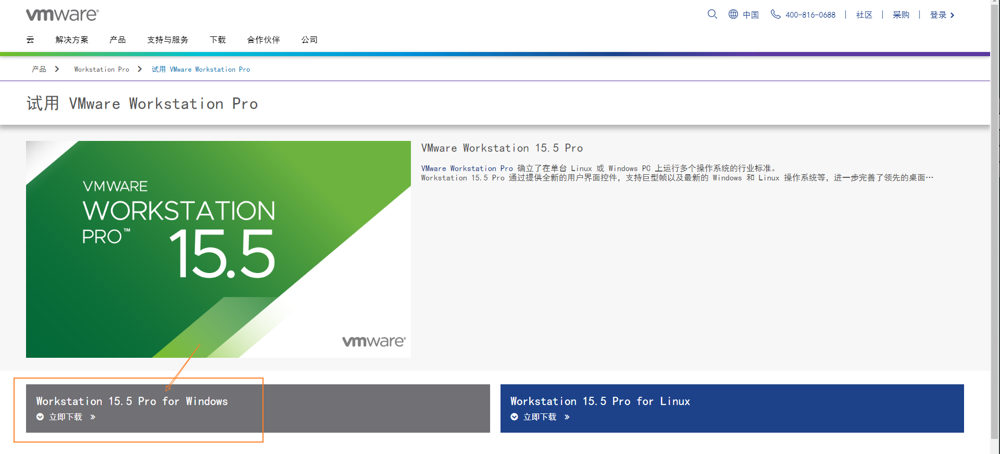 vmware®
中国 400-816-0688 | 社区 | 采购 | 登录
云 解决方案 产品 支持与服务 下载 合作伙伴 公司
产品 Workstation Pro 试用 VMware Workstation Pro
试用 VMware Workstation Pro
VMWARE
WORKSTATION
PRO™
15.5
vmware®
VMware Workstation 15.5 Pro
VMware Workstation Pro 确立了在单台 Linux 或 Windows PC 上运行多个操作系统的行业标准。
Workstation 15.5 Pro 通过提供全新的用户界面控件，支持巨型帧以及最新的 Windows 和 Linux 操作系统等，进一步完善了领先的桌面…
Workstation 15.5 Pro for Windows
立即下载 »
Workstation 15.5 Pro for Linux
立即下载 »